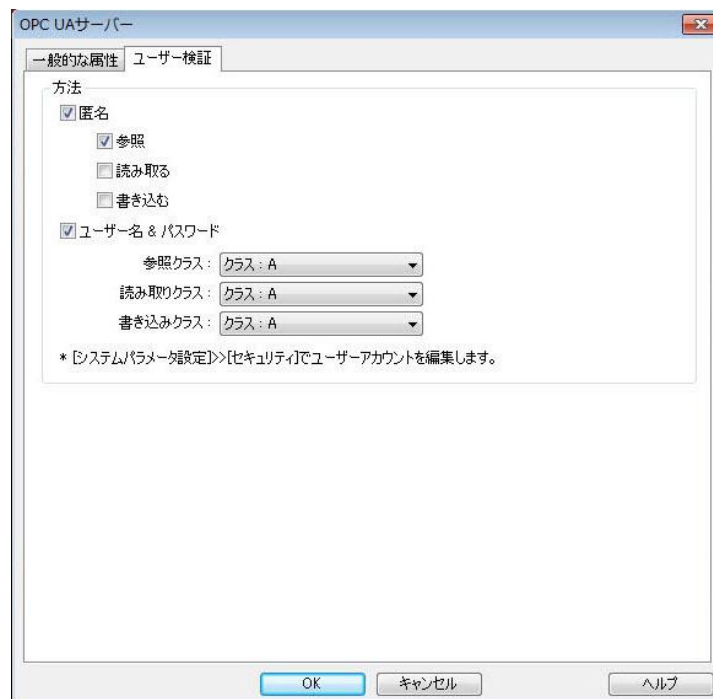 OPC UAサーバー
一般的な属性 ユーザー検証
方法
匿名
参照
読み取る
書き込む
ユーザー名 & パスワード
参照クラス : クラス : A
読み取りクラス : クラス : A
書き込みクラス : クラス : A
* [システムパラメータ設定]>>[セキュリティ]でユーザーアカウントを編集します。
OK キャンセル ヘルプ